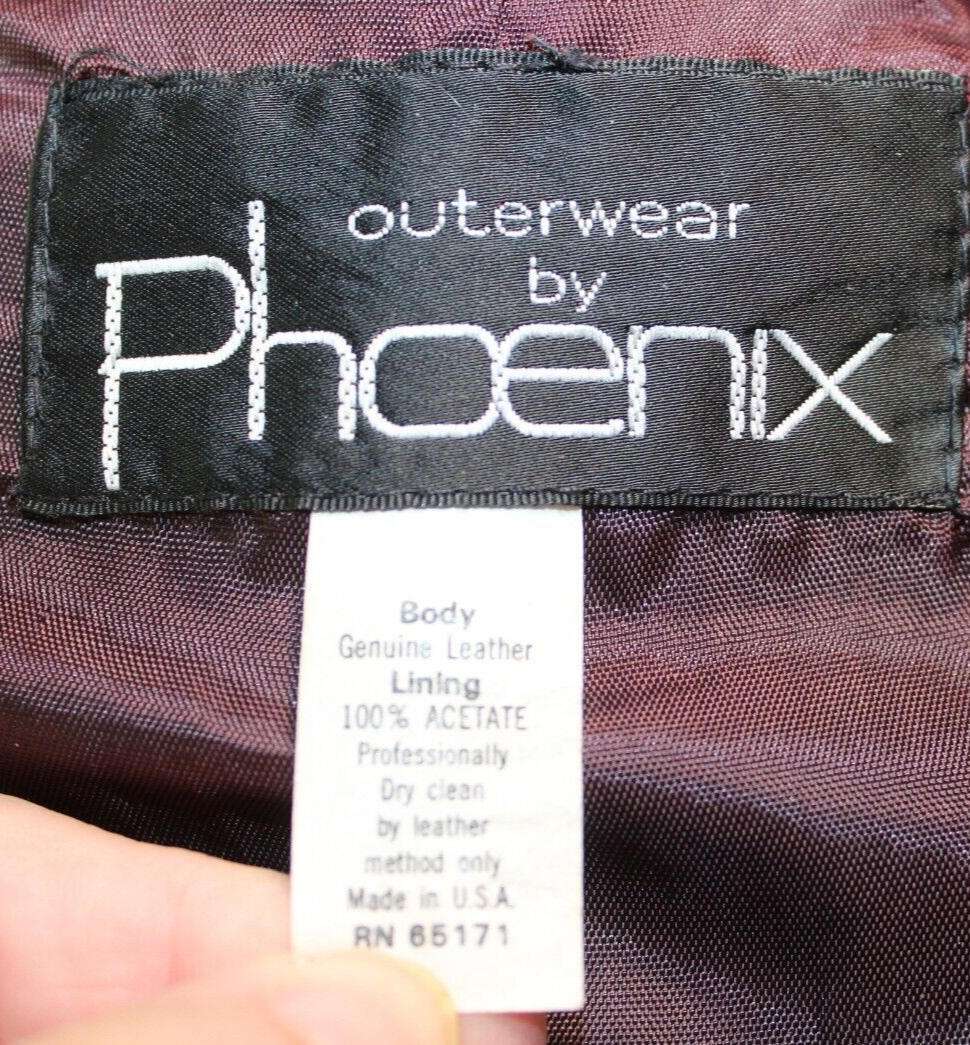 outerwear
by
Phoenix
Body
Genuine Leather
Lining
100% ACETATE
Professionally
Dry clean
by leather
method only
Made in U.S.A.
RN 65171